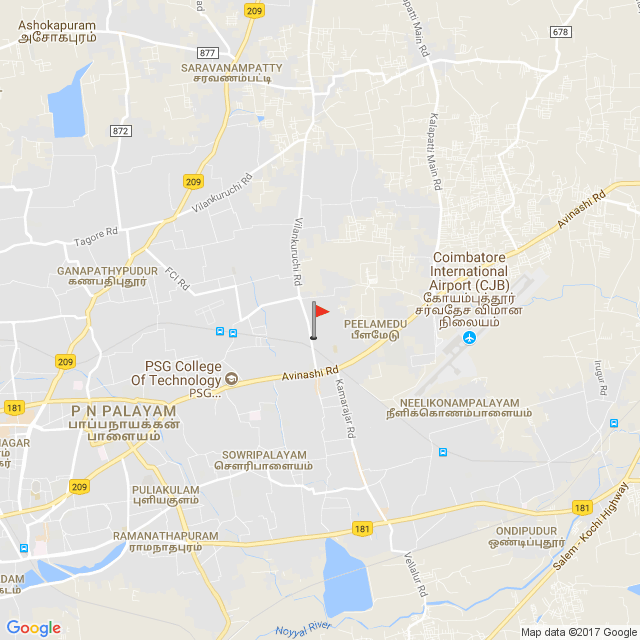 Ashokapuram
அசோகபுரம்
209
877
SARAVANAMPATTY
சரவணம்பட்டி
Kalapatti Main Rd
678
872
Kalapatti Main Rd
209
Vilankuruchi Rd
Tagore Rd
Vilankuruchi Rd
Avinashi Rd
GANAPATHYPUDUR
கணபதிபுதூர்
FCI Rd
Coimbatore
International
Airport (CJB)
கோயம்புத்தூர்
சர்வதேச விமான
நிலையம்
PEELAMEDU
பீளமேடு
209
PSG College
Of Technology
PSG...
Avinashi Rd
Kamarajar Rd
Irugur Rd
181
181
P N PALAYAM
பாப்பநாயக்கன்
பாளையம்
NEELIKONAMPALAYAM
நீளிக்கொணம்பாளையம்
NAGAR
SOWRIPALAYAM
சௌரிபாளையம்
209
PULIAKULAM
புளியகுளம்
181
181
Salem - Kochi Highway
RAMANATHAPURAM
ராமநாதபுரம்
ONDIPUDUR
ஒண்டிப்புதூர்
Vellalur Rd
Noyyal River
Google
Map data ©2017 Google